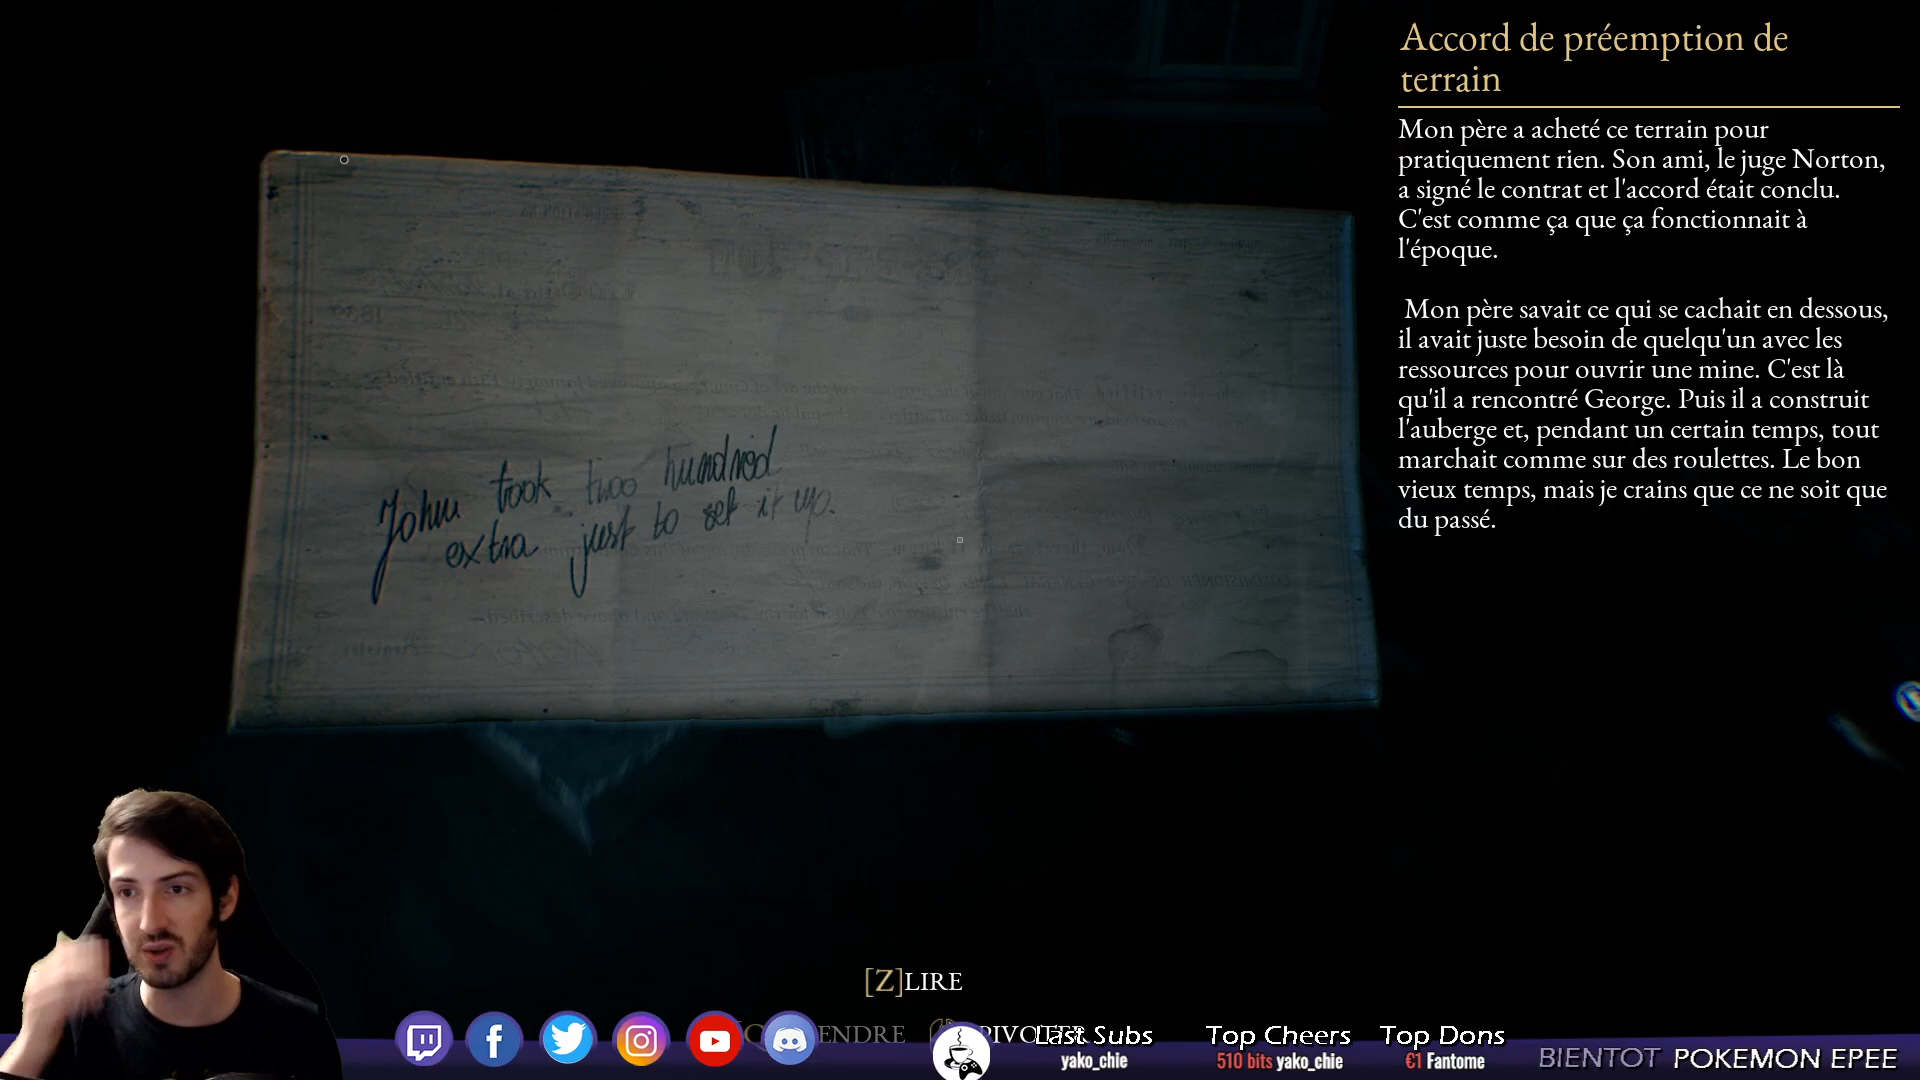 Accord de préemption de
terrain
Mon père a acheté ce terrain pour
pratiquement rien. Son ami, le juge Norton,
a signé le contrat et l'accord était conclu.
C'est comme ça que ça fonctionnait à
l'époque.
Mon père savait ce qui se cachait en dessous,
il avait juste besoin de quelqu'un avec les
ressources pour ouvrir une mine. C'est là
qu'il a rencontré George. Puis il a construit
l'auberge et, pendant un certain temps, tout
marchait comme sur des roulettes. Le bon
vieux temps, mais je crains que ce ne soit que
du passé.
John took two hundred
extra just to set it up.
[Z]LIRE
PIVOTER
Last Subs
yako_chie
Top Cheers
510 bits yako_chie
Top Dons
€1 Fantome
BIENTOT POKEMON EPEE